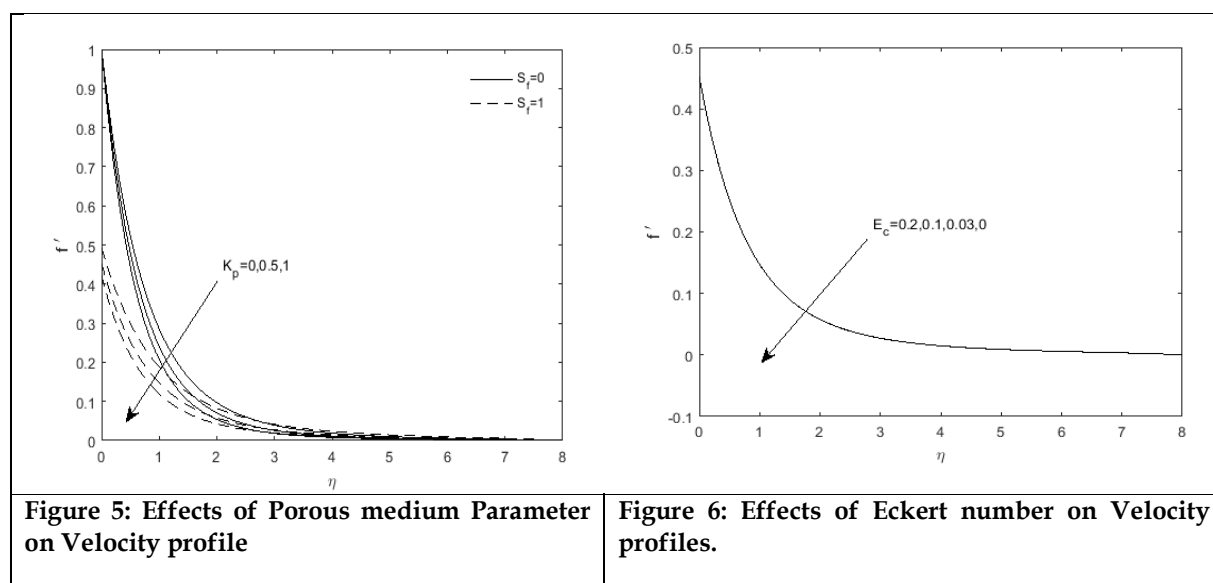 1
0.9
0.8
0.7
0.6
0.5
0.4
0.3
0.2
0.1
0
f '
S_f=0
S_f=1
K_p=0,0.5,1
0 1 2 3 4 5 6 7 8
η
0.5
0.4
0.3
0.2
0.1
0
-0.1
f '
E_c=0.2,0.1,0.03,0
0 1 2 3 4 5 6 7 8
η
Figure 5: Effects of Porous medium Parameter
on Velocity profile
Figure 6: Effects of Eckert number on Velocity
profiles.